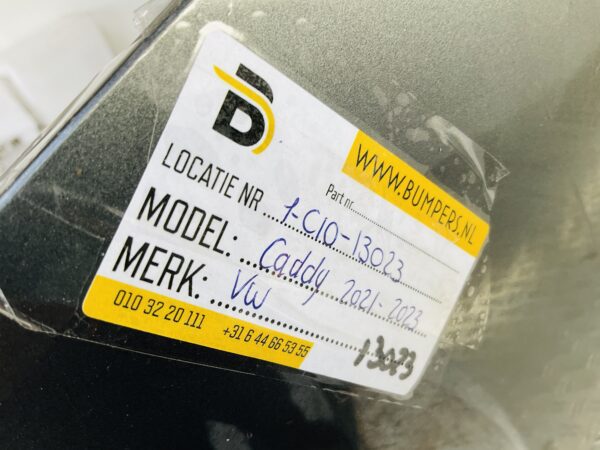 B
WWW.BUMPERS.NL
Part nr.
LOCATIE NR 1-C10-13023
MODEL: Caddy 2021-2023
MERK: VW
13023
010 32 20 111 +31 6 44 66 53 55